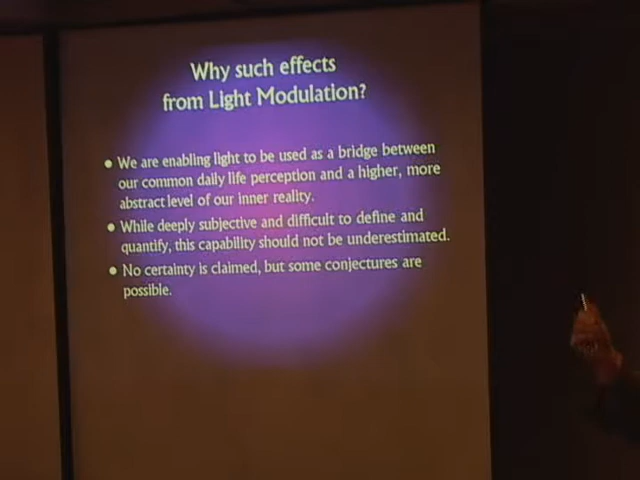 Why such effects
from Light Modulation?
● We are enabling light to be used as a bridge between
our common daily life perception and a higher, more
abstract level of our inner reality.
● While deeply subjective and difficult to define and
quantify, this capability should not be underestimated.
● No certainty is claimed, but some conjectures are
possible.